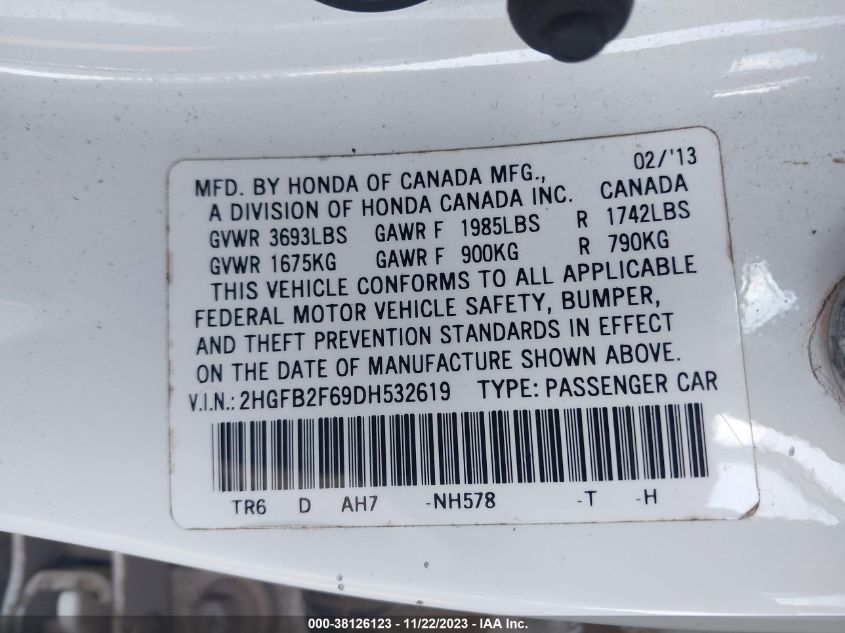 MFD. BY HONDA OF CANADA MFG., 02/'13
A DIVISION OF HONDA CANADA INC. CANADA
GVWR 3693LBS GAWR F 1985LBS R 1742LBS
GVWR 1675KG GAWR F 900KG R 790KG
THIS VEHICLE CONFORMS TO ALL APPLICABLE
FEDERAL MOTOR VEHICLE SAFETY, BUMPER,
AND THEFT PREVENTION STANDARDS IN EFFECT
ON THE DATE OF MANUFACTURE SHOWN ABOVE.
V.I.N.: 2HGFB2F69DH532619 TYPE: PASSENGER CAR
TR6 D AH7 -NH578 -T -H
000-38126123 - 11/22/2023 - IAA Inc.